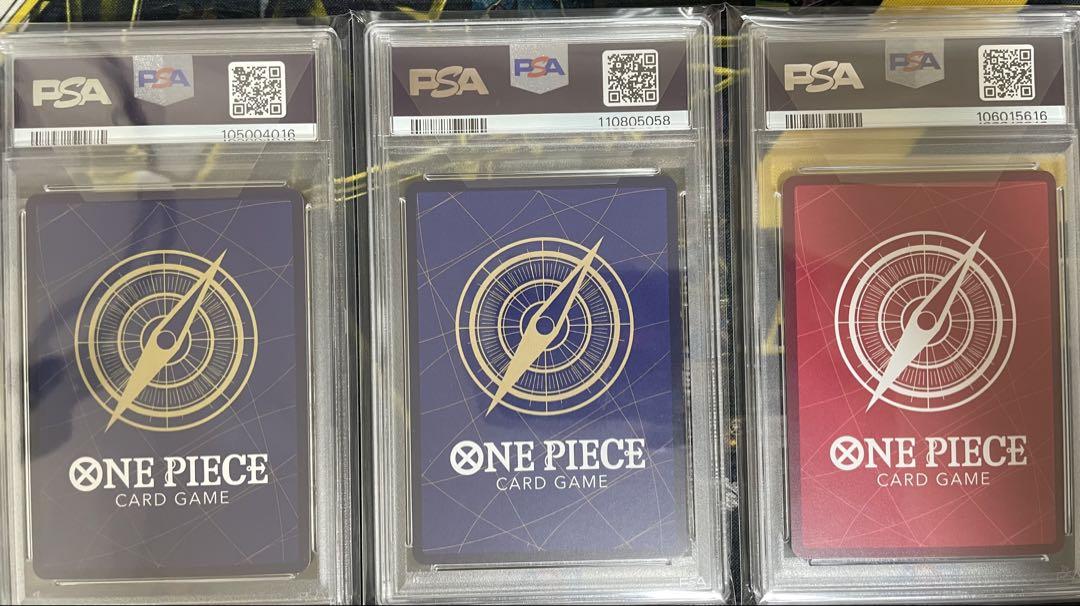 PSA PSA
105004016
ONE PIECE
CARD GAME
PSA PSA
110805058
ONE PIECE
CARD GAME
PSA
PSA PSA
106015616
ONE PIECE
CARD GAME